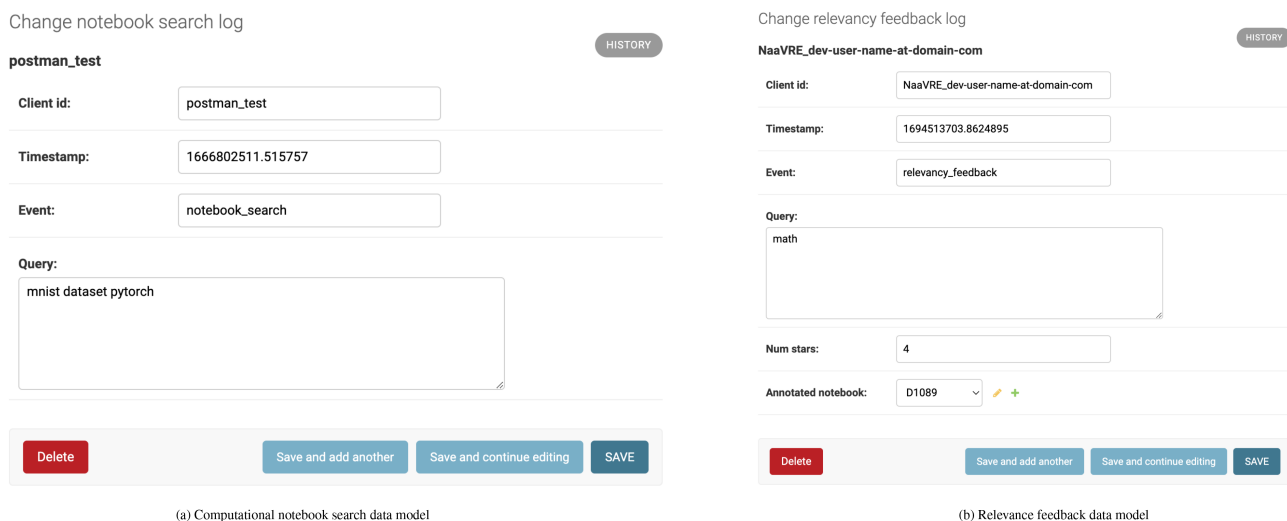 Change notebook search log
HISTORY
postman_test
Client id:
postman_test
Timestamp:
1666802511.515757
Event:
notebook_search
Query:
mnist dataset pytorch
Delete
Save and add another
Save and continue editing
SAVE
(a) Computational notebook search data model
Change relevancy feedback log
HISTORY
NaaVRE_dev-user-name-at-domain-com
Client id:
NaaVRE_dev-user-name-at-domain-com
Timestamp:
1694513703.8624895
Event:
relevancy_feedback
Query:
math
Num stars:
4
Annotated notebook:
D1089
Delete
Save and add another
Save and continue editing
SAVE
(b) Relevance feedback data model